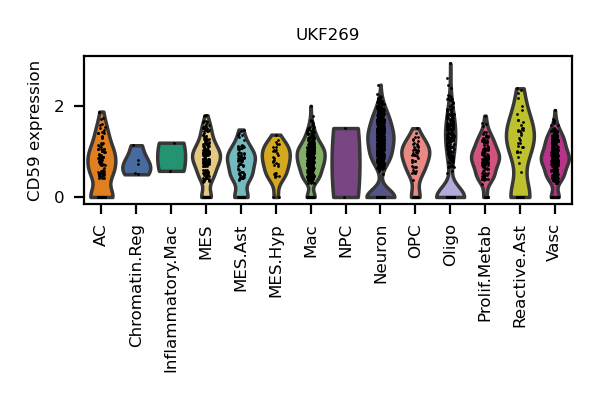 UKF269
CD59 expression
2
0
AC
Chromatin.Reg
Inflammatory.Mac
MES
MES.Ast
MES.Hyp
Mac
NPC
Neuron
OPC
Oligo
Prolif.Metab
Reactive.Ast
Vasc